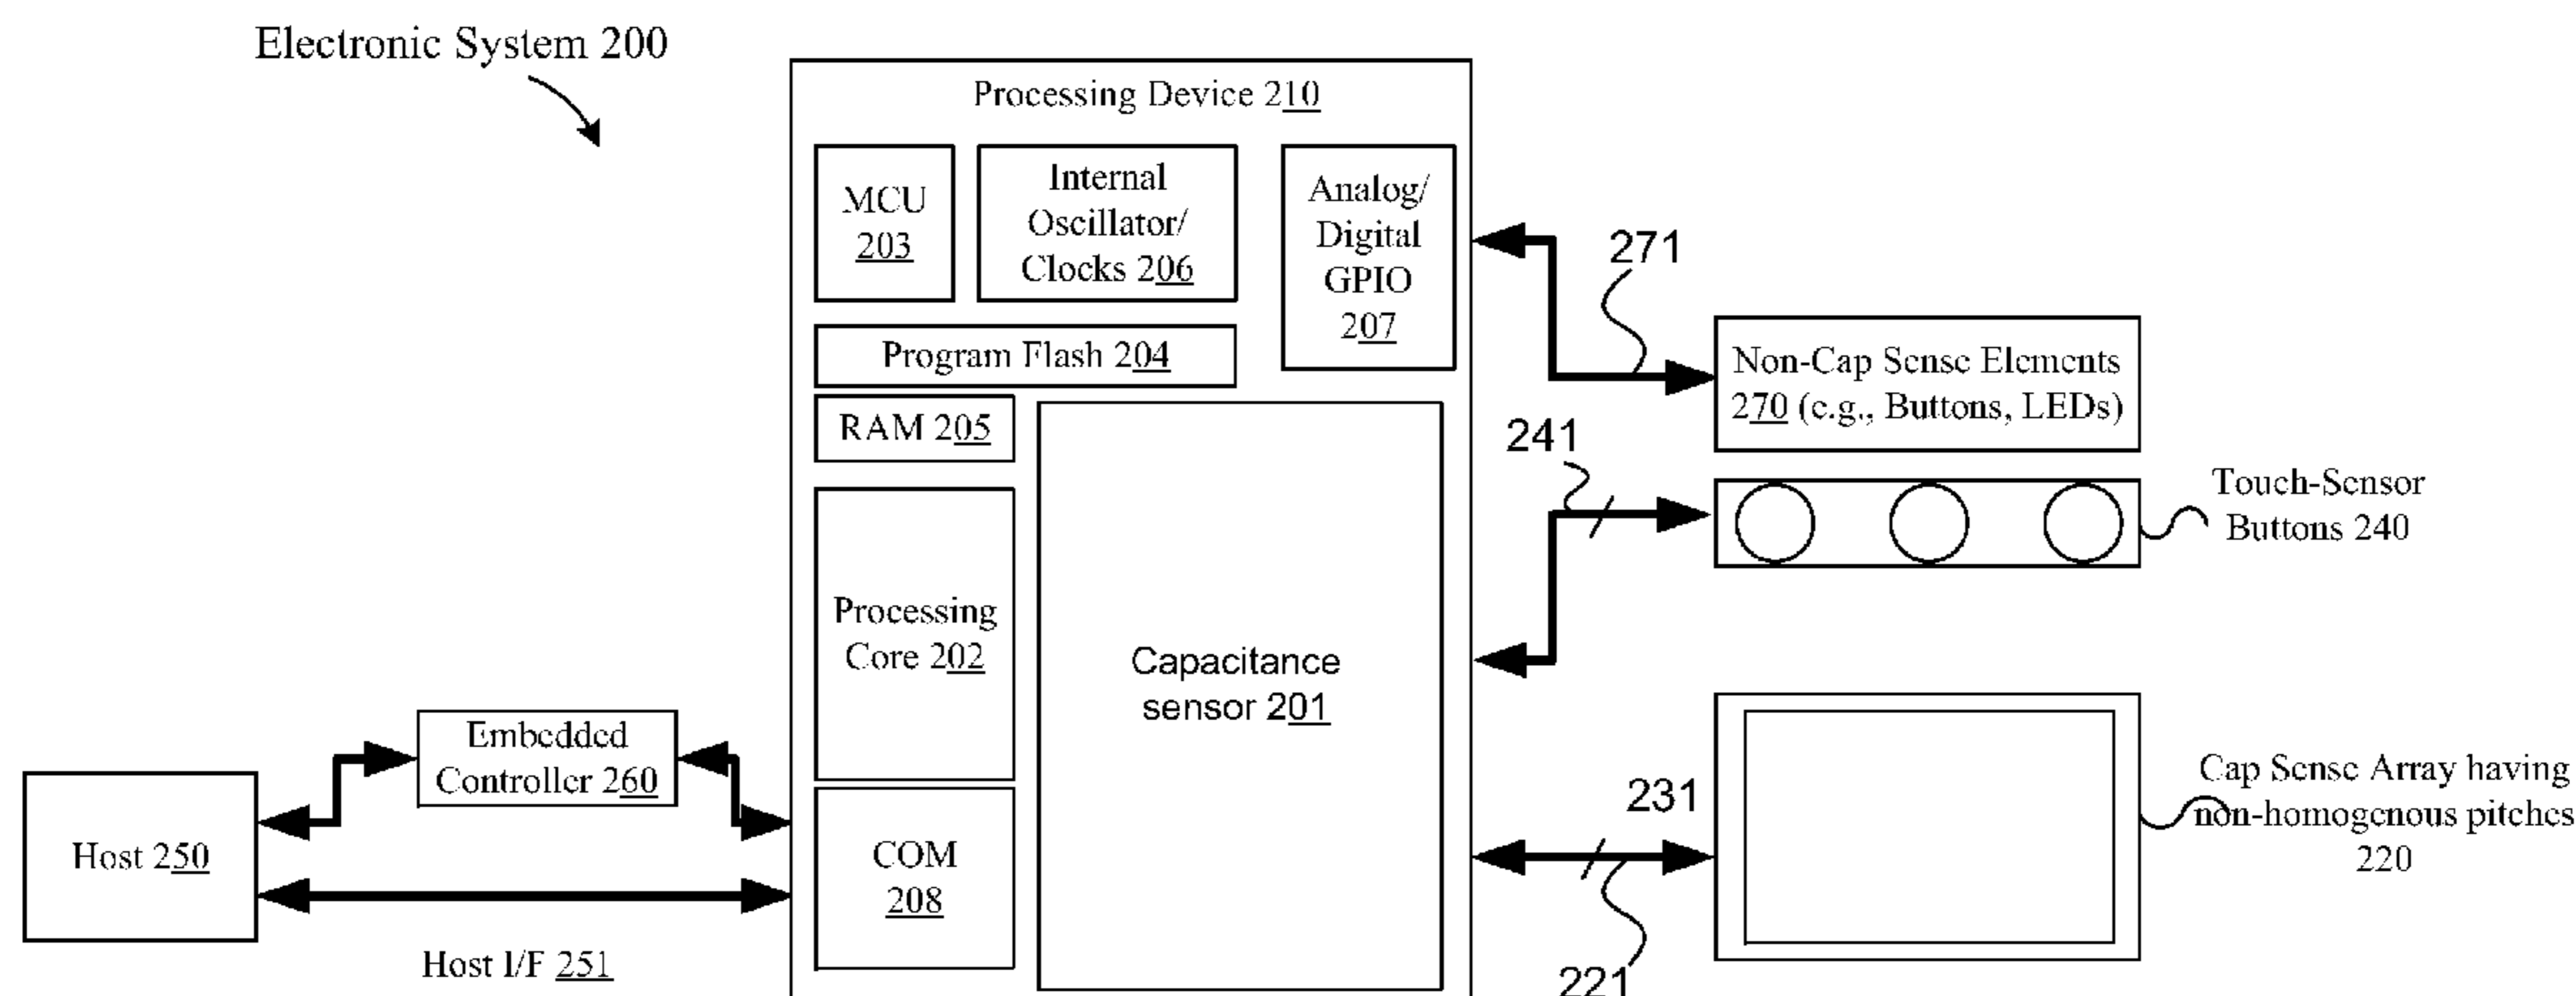 Electronic System 200
Processing Device 210
MCU
203
Internal
Oscillator/
Clocks 206
Analog/
Digital
GPIO
207
Program Flash 204
RAM 205
Processing
Core 202
COM
208
Capacitance
sensor 201
271
Non-Cap Sense Elements
270 (e.g., Buttons, LEDs)
241
Touch-Sensor
Buttons 240
231
221
Cap Sense Array having
non-homogenous pitches
220
Embedded
Controller 260
Host 250
Host I/F 251